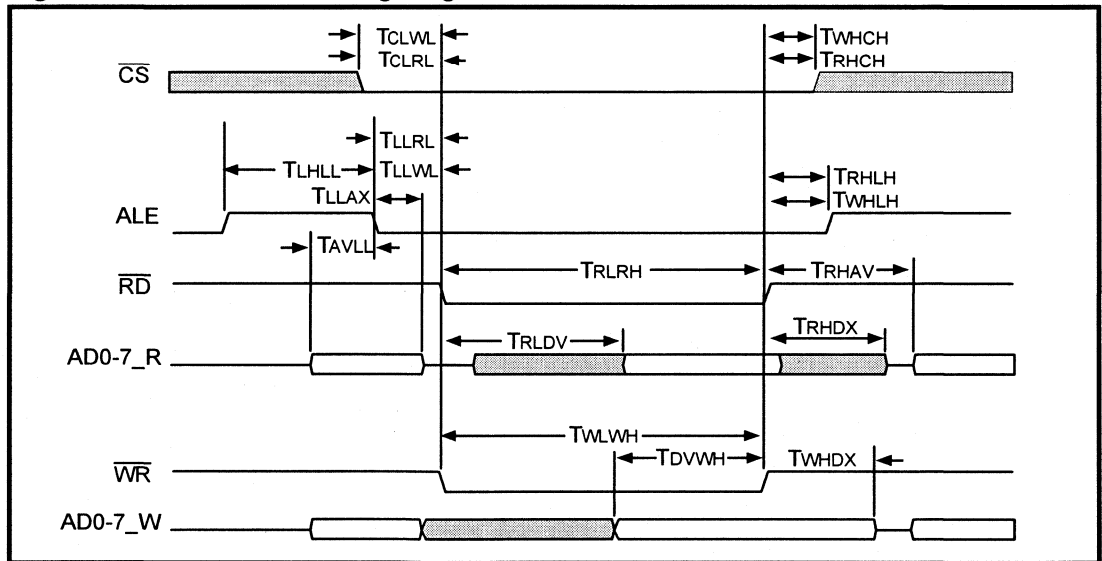 TCLWL TWHCH
TCLRL TRHCH
CS
TLLRL
TLHLL TLLWL TRHLH
TLLAX TWHLH
ALE
TAVLL
TRLRH TRHAV
RD
TRLDV TRHDX
AD0-7_R
TWLWH
TDVWH TWHDX
WR
AD0-7_W